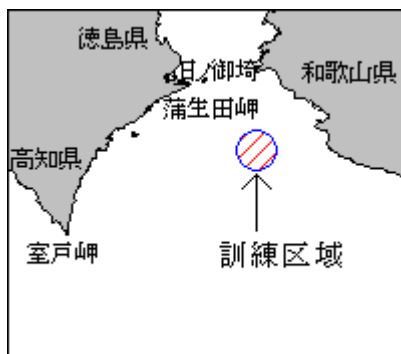 徳島県
日ノ御埼
和歌山県
蒲生田岬
高知県
室戸岬
訓練区域